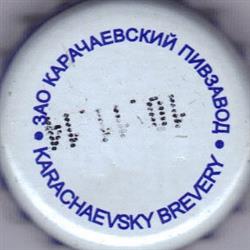 • ЗАО КАРАЧАЕВСКИЙ ПИВЗАВОД •
KARACHAEVSKY BREVERY